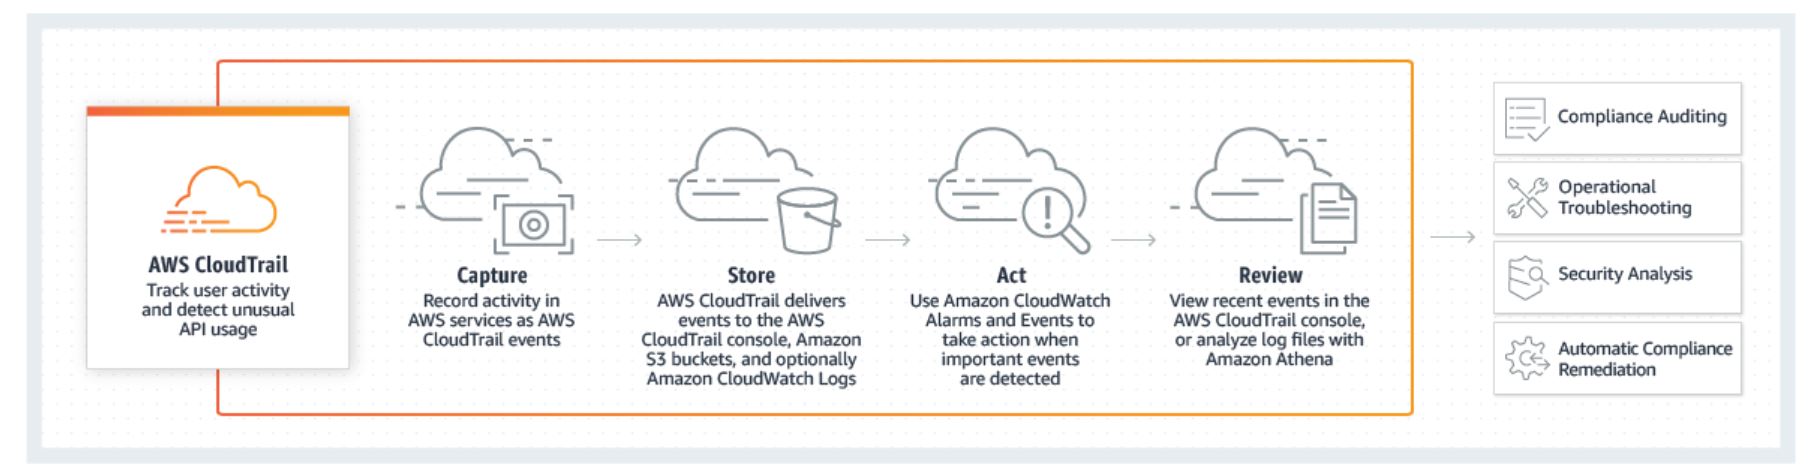 AWS CloudTrail
Track user activity
and detect unusual
API usage
Capture
Record activity in
AWS services as AWS
CloudTrail events
Store
AWS CloudTrail delivers
events to the AWS
CloudTrail console, Amazon
S3 buckets, and optionally
Amazon CloudWatch Logs
Act
Use Amazon CloudWatch
Alarms and Events to
take action when
important events
are detected
Review
View recent events in the
AWS CloudTrail console,
or analyze log files with
Amazon Athena
Compliance Auditing
Operational
Troubleshooting
Security Analysis
Automatic Compliance
Remediation